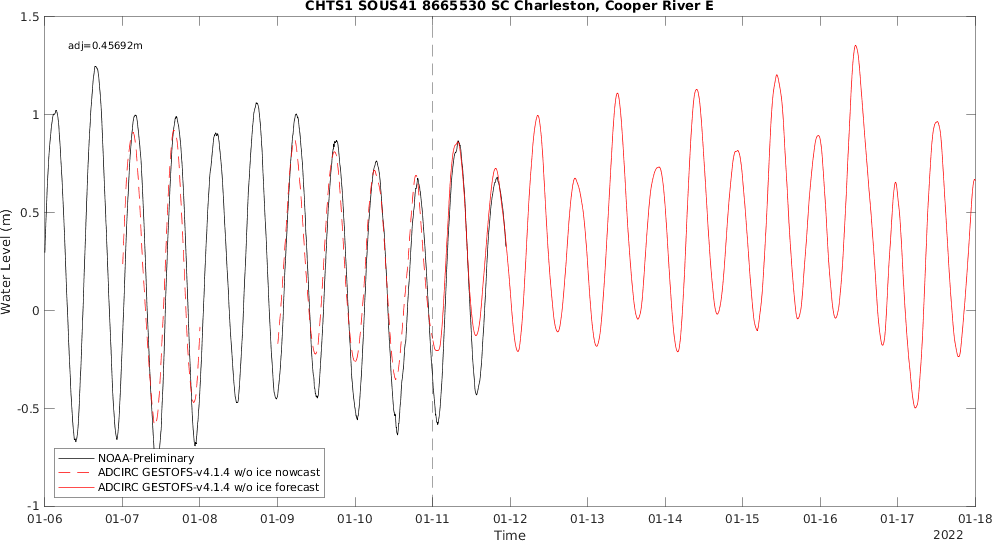 CHTS1 SOUS41 8665530 SC Charleston, Cooper River E
adj=0.45692m
1.5
1
0.5
0
-0.5
-1
Water Level (m)
NOAA-Preliminary
ADCIRC GESTOFS-v4.1.4 w/o ice nowcast
ADCIRC GESTOFS-v4.1.4 w/o ice forecast
01-06 01-07 01-08 01-09 01-10 01-11 01-12 01-13 01-14 01-15 01-16 01-17 01-18
Time
2022